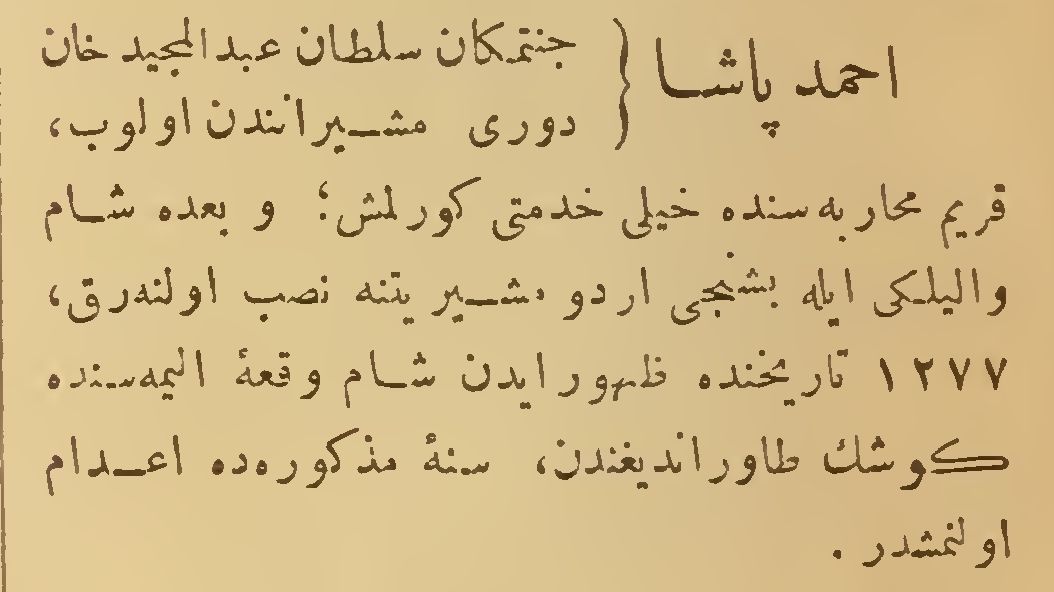 احمد پاشا { جنتمكان سلطان عبدالمجيد خان
دورى مشيرانندن اولوب،
قريم محاربه‌سنده خيلى خدمتى كورلمش؛ و بعده شام
واليلكى ايله بشنجى اردو مشيريتنه نصب اولنه‌رق،
١٢٧٧ تاريخنده ظهور ايدن شام وقعهٔ اليمه‌سنده
كوشك طاورانديغندن، سنهٔ مذكوره‌ده اعدام
اولنمشدر.